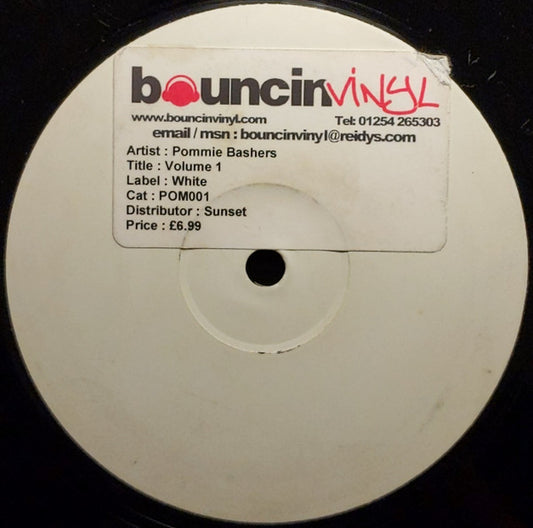 bouncinvinyl
www.bouncinvinyl.com Tel: 01254 265303
email / msn : bouncinvinyl@reidys.com
Artist : Pommie Bashers
Title : Volume 1
Label : White
Cat : POM001
Distributor : Sunset
Price : £6.99